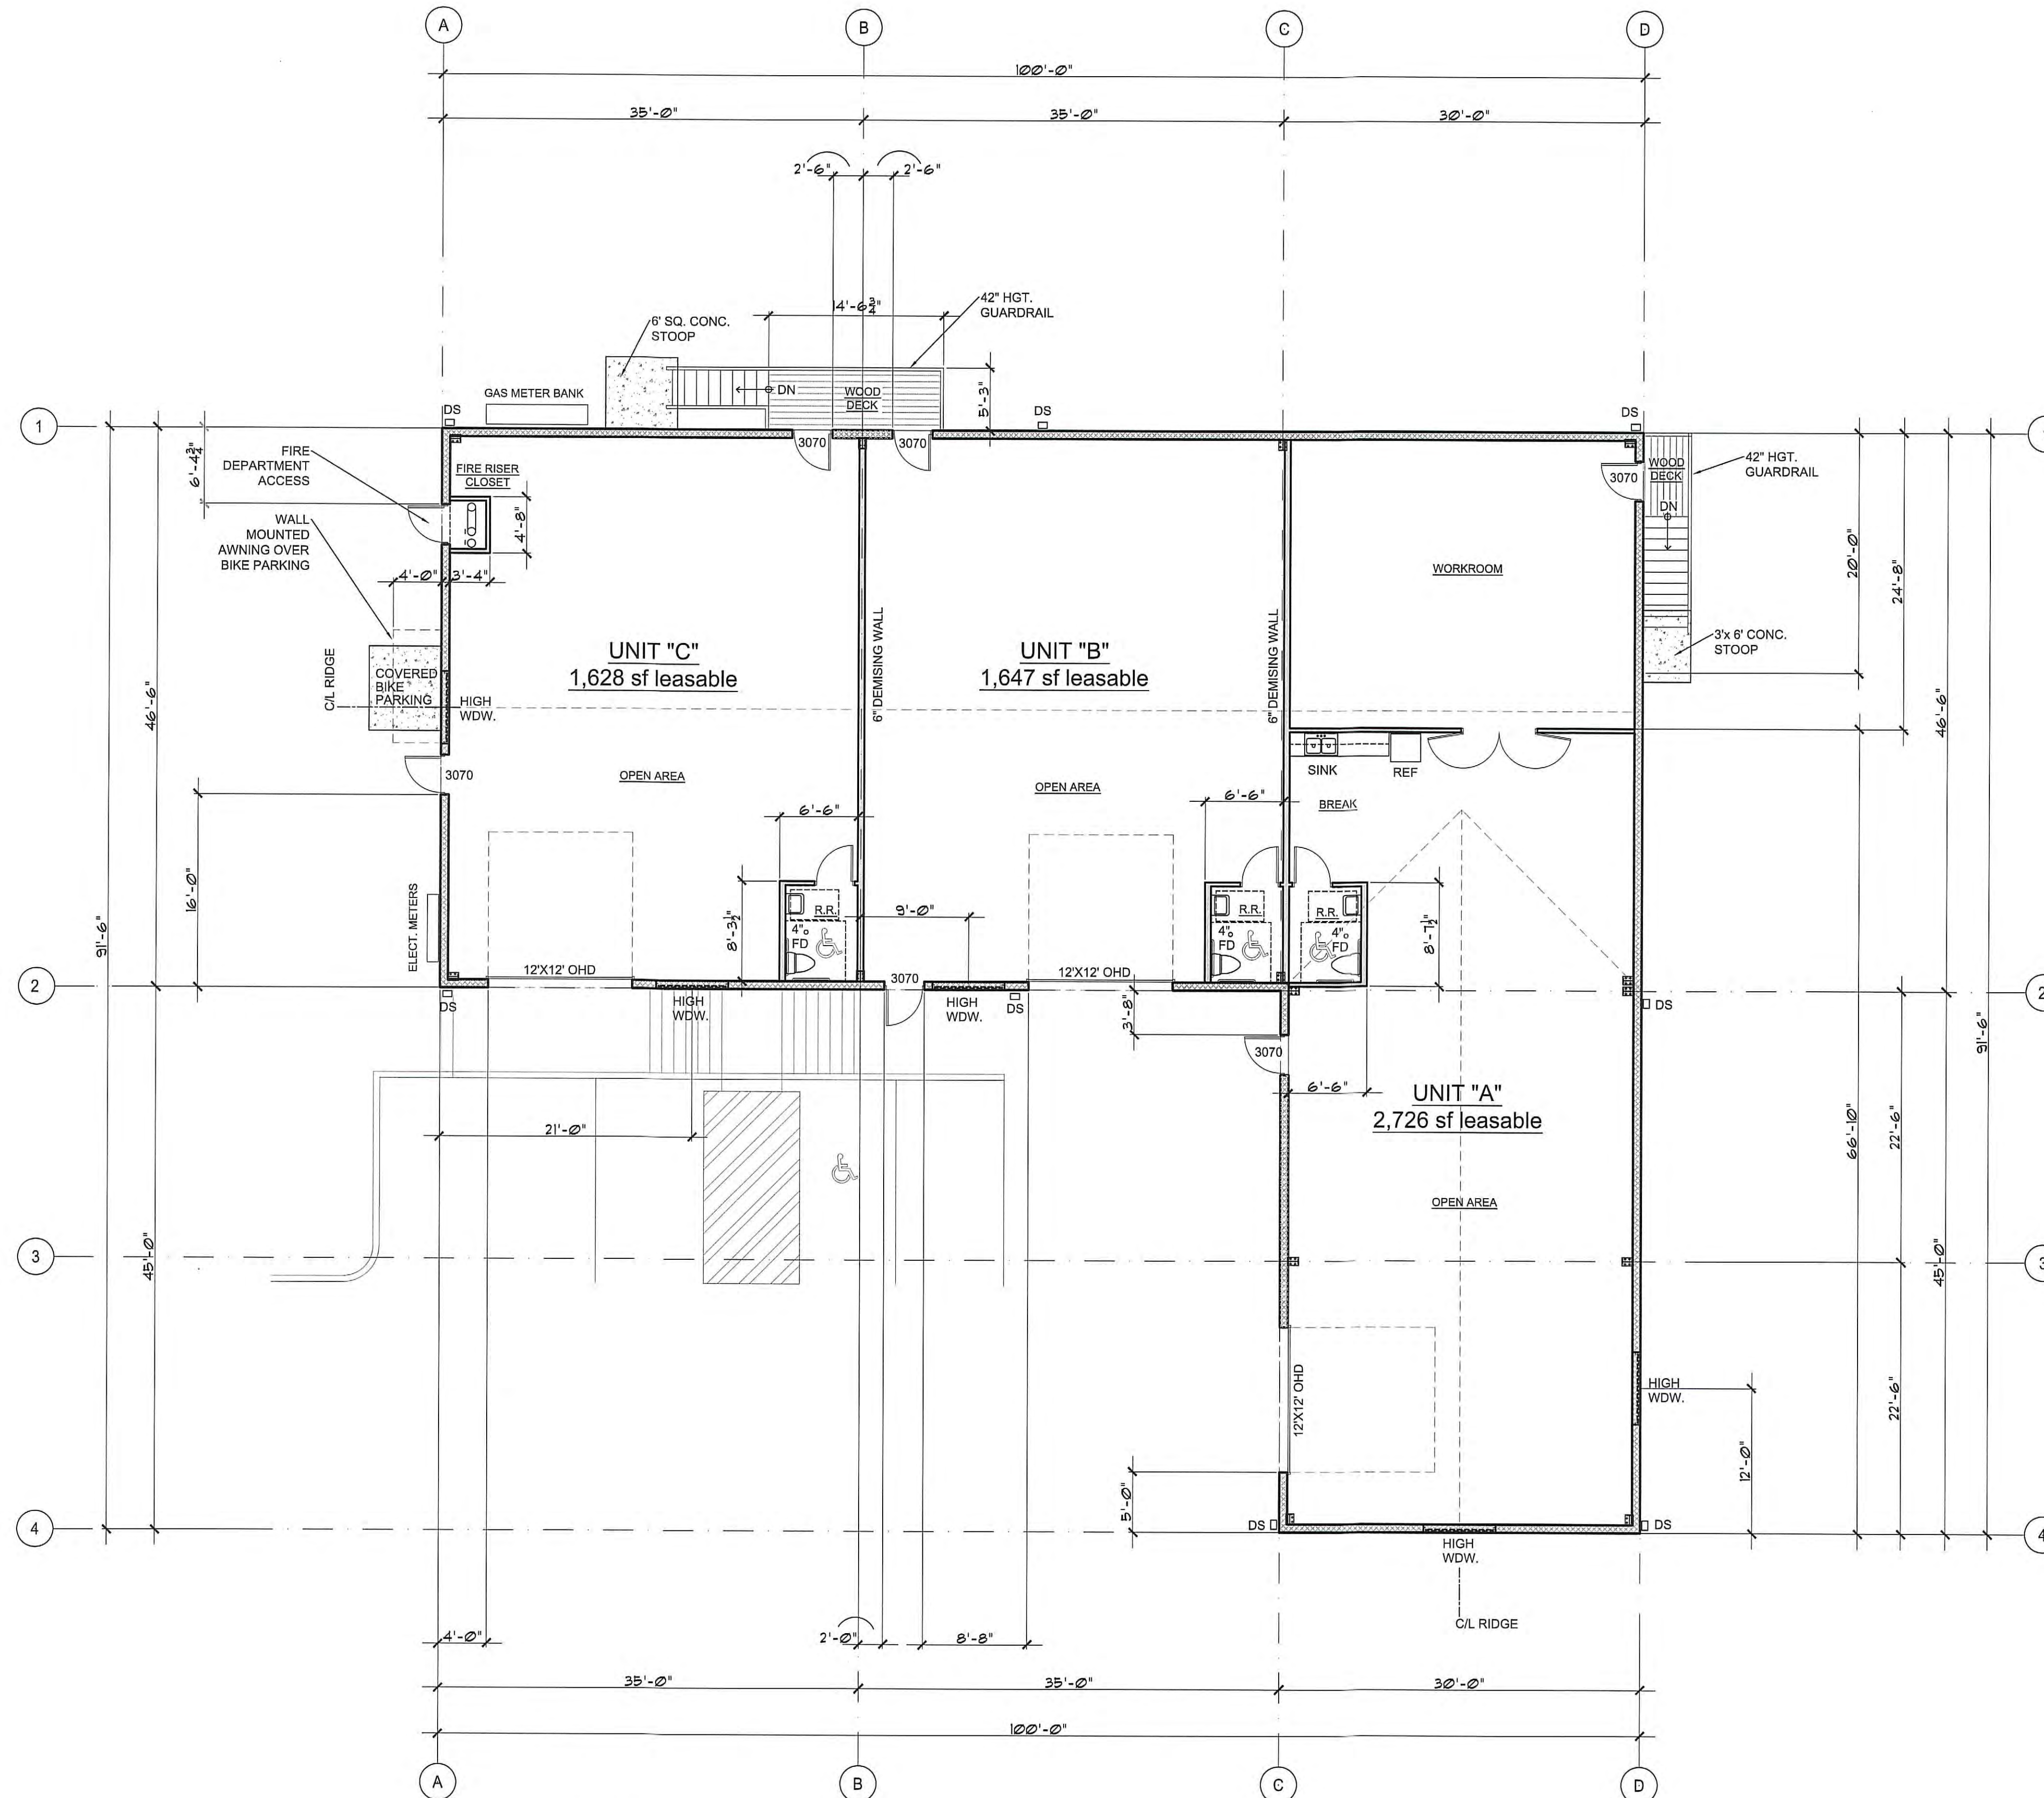 A
B
C
D
100'-0"
35'-0"
35'-0"
30'-0"
2'-6"
2'-6"
14'-6 3/4"
42" HGT.
GUARDRAIL
6' SQ. CONC.
STOOP
GAS METER BANK
DN
WOOD
DECK
5'-3"
DS
DS
DS
1
1
3070
3070
6'-4 3/4"
FIRE
DEPARTMENT
ACCESS
FIRE RISER
CLOSET
4'-8"
WOOD
DECK
3070
DN
42" HGT.
GUARDRAIL
WALL
MOUNTED
AWNING OVER
BIKE PARKING
4'-0"
3'-4"
WORKROOM
20'-0"
24'-8"
UNIT "C"
1,628 sf leasable
6" DEMISING WALL
UNIT "B"
1,647 sf leasable
6" DEMISING WALL
3'x 6' CONC.
STOOP
C/L RIDGE
COVERED
BIKE
PARKING
HIGH
WDW.
46'-6"
46'-6"
3070
OPEN AREA
OPEN AREA
SINK
REF
BREAK
6'-6"
6'-6"
16'-0"
91'-6"
ELECT. METERS
8'-3 1/2"
R.R.
4"o
FD
9'-0"
R.R.
4"o
FD
R.R.
4"o
FD
8'-7 1/2"
12'X12' OHD
3070
12'X12' OHD
2
2
DS
HIGH
WDW.
HIGH
WDW.
DS
3'-8"
DS
3070
6'-6"
UNIT "A"
2,726 sf leasable
66'-10"
22'-6"
91'-6"
21'-0"
OPEN AREA
3
3
45'-0"
45'-0"
12'X12' OHD
HIGH
WDW.
22'-6"
12'-0"
5'-0"
4
4
DS
DS
HIGH
WDW.
C/L RIDGE
4'-0"
2'-0"
8'-8"
35'-0"
35'-0"
30'-0"
100'-0"
A
B
C
D